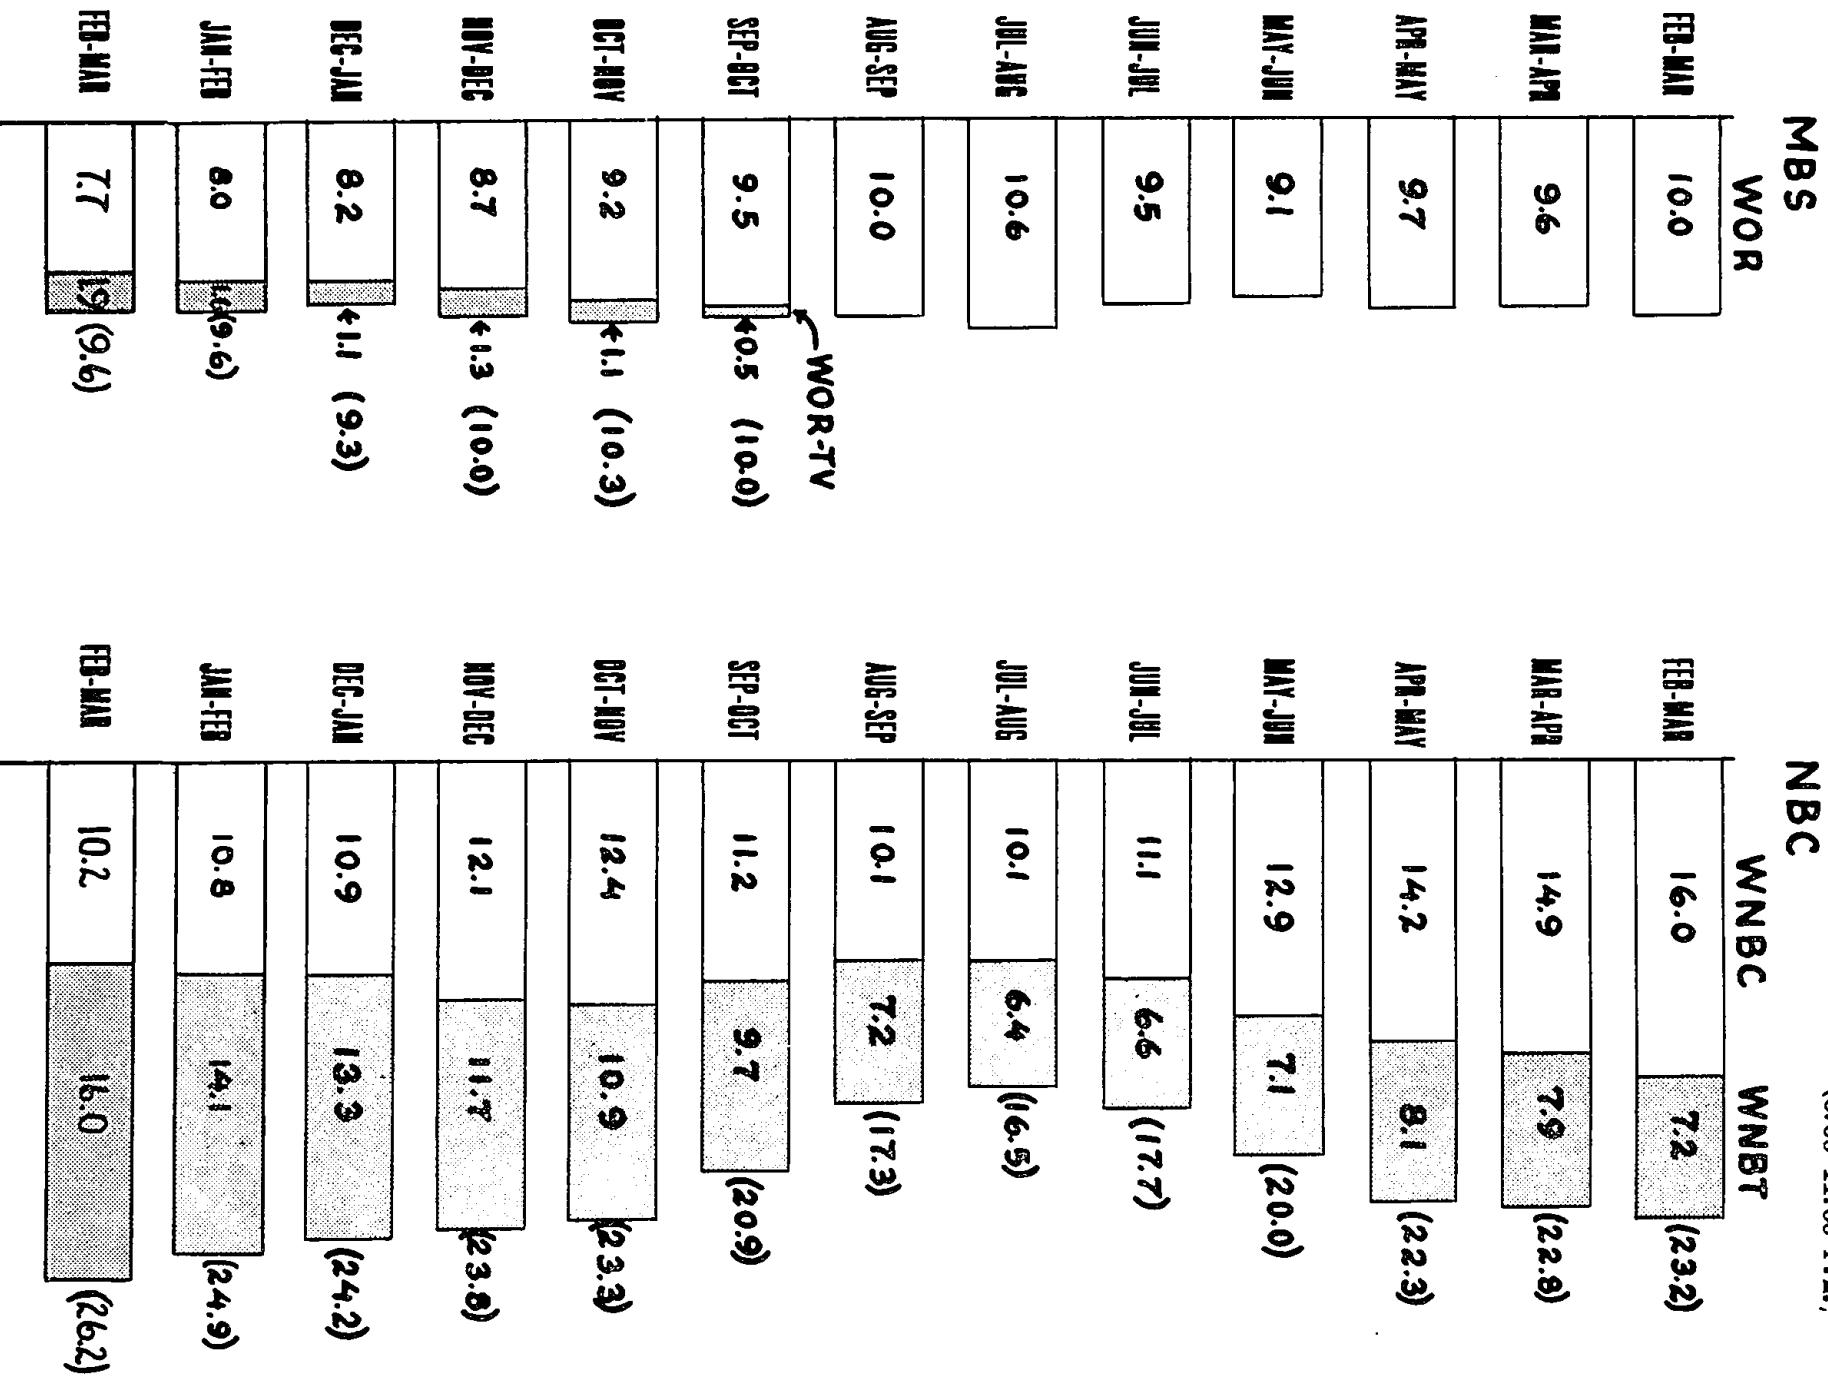 MBS
WOR
FEB-MAR 10.0
MAR-APR 9.6
APR-MAY 9.7
MAY-JUN 9.1
JUN-JUL 9.5
JUL-AUG 10.6
AUG-SEP 10.0
WOR-TV
SEP-OCT 9.5 0.5 (10.0)
OCT-NOV 9.2 1.1 (10.3)
NOV-DEC 8.7 1.3 (10.0)
DEC-JAN 8.2 1.1 (9.3)
JAN-FEB 8.0 1.6 (9.6)
FEB-MAR 7.7 1.9 (9.6)
NBC
WNBC WNBT
FEB-MAR 16.0 7.2 (23.2)
MAR-APR 14.9 7.9 (22.8)
APR-MAY 14.2 8.1 (22.3)
MAY-JUN 12.9 7.1 (20.0)
JUN-JUL 11.1 6.6 (17.7)
JUL-AUG 10.1 6.4 (16.5)
AUG-SEP 10.1 7.2 (17.3)
SEP-OCT 11.2 9.7 (20.9)
OCT-NOV 12.4 10.9 (23.3)
NOV-DEC 12.1 11.7 (23.8)
DEC-JAN 10.9 13.3 (24.2)
JAN-FEB 10.8 14.1 (24.9)
FEB-MAR 10.2 16.0 (26.2)